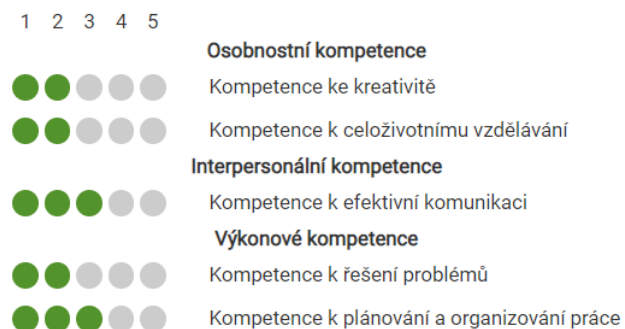 1 2 3 4 5
Osobnostní kompetence
Kompetence ke kreativitě
Kompetence k celoživotnímu vzdělávání
Interpersonální kompetence
Kompetence k efektivní komunikaci
Výkonové kompetence
Kompetence k řešení problémů
Kompetence k plánování a organizování práce